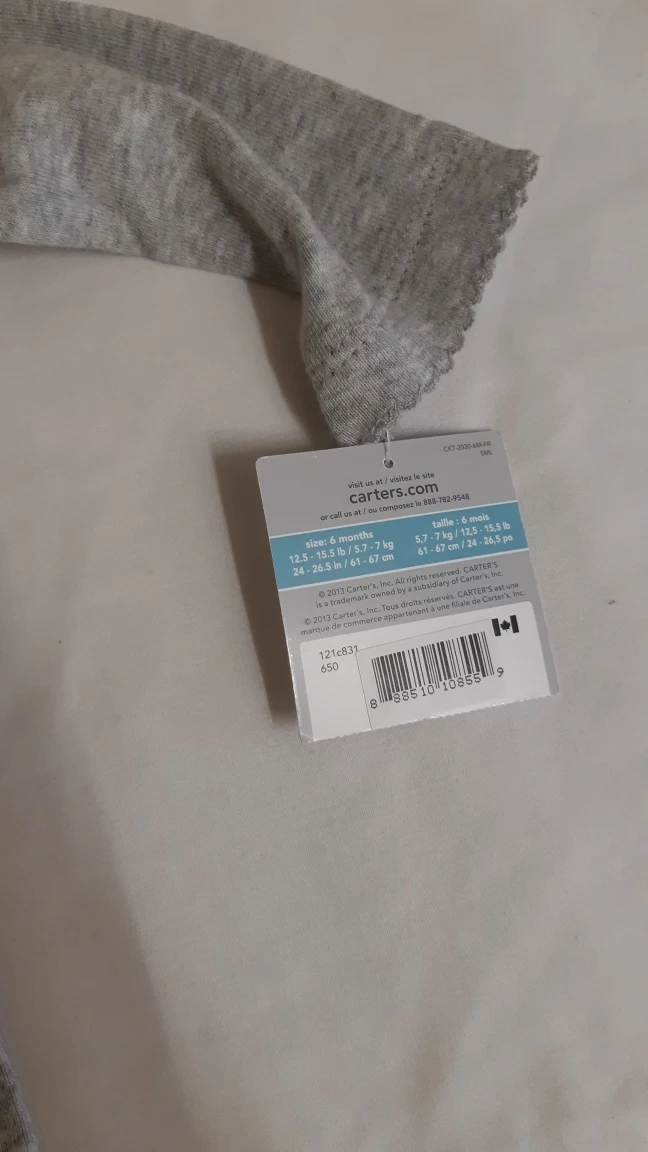 CXT-2020-6M-FR
SML
visit us at / visitez le site
carters.com
or call us at / ou composez le 888-782-9548
size: 6 months
12.5 - 15.5 lb / 5.7 - 7 kg
24 - 26.5 in / 61 - 67 cm
taille : 6 mois
5,7 - 7 kg / 12,5 - 15,5 lb
61 - 67 cm / 24 - 26.5 po
© 2013 Carter's, Inc. All rights reserved. CARTER'S
is a trademark owned by a subsidiary of Carter's, Inc.
© 2013 Carter's, Inc. Tous droits réservés. CARTER'S est une
marque de commerce appartenant à une filiale de Carter's, Inc.
121c831
650
8 88510 10855 9